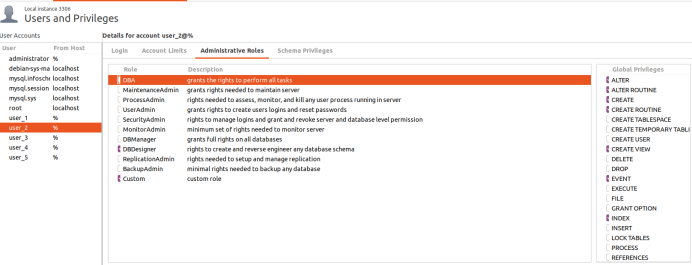 Local instance 3306
Users and Privileges
User Accounts
Details for account user_2@%
User From Host
administrator %
debian-sys-ma localhost
mysql.infosche localhost
mysql.session localhost
mysql.sys localhost
root localhost
user_1 %
user_2 %
user_3 %
user_4 %
user_5 %
Login Account Limits Administrative Roles Schema Privileges
Role Description
DBA grants the rights to perform all tasks
MaintenanceAdmin grants rights needed to maintain server
ProcessAdmin rights needed to assess, monitor, and kill any user process running in server
UserAdmin grants rights to create users logins and reset passwords
SecurityAdmin rights to manage logins and grant and revoke server and database level permission
MonitorAdmin minimum set of rights needed to monitor server
DBManager grants full rights on all databases
DBDesigner rights to create and reverse engineer any database schema
ReplicationAdmin rights needed to setup and manage replication
BackupAdmin minimal rights needed to backup any database
Custom custom role
Global Privileges
ALTER
ALTER ROUTINE
CREATE
CREATE ROUTINE
CREATE TABLESPACE
CREATE TEMPORARY TABLI
CREATE USER
CREATE VIEW
DELETE
DROP
EVENT
EXECUTE
FILE
GRANT OPTION
INDEX
INSERT
LOCK TABLES
PROCESS
REFERENCES